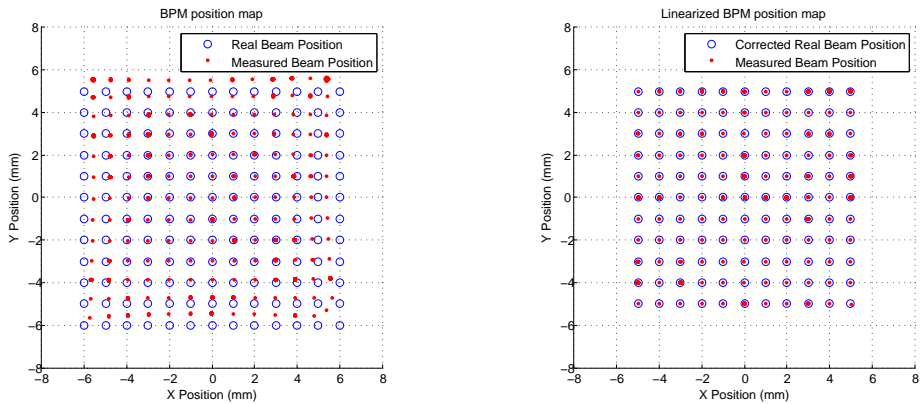 BPM position map
Real Beam Position
Measured Beam Position
8
6
4
2
0
−2
−4
−6
−8
Y Position (mm)
−8 −6 −4 −2 0 2 4 6 8
X Position (mm)
Linearized BPM position map
Corrected Real Beam Position
Measured Beam Position
8
6
4
2
0
−2
−4
−6
−8
Y Position (mm)
−8 −6 −4 −2 0 2 4 6 8
X Position (mm)